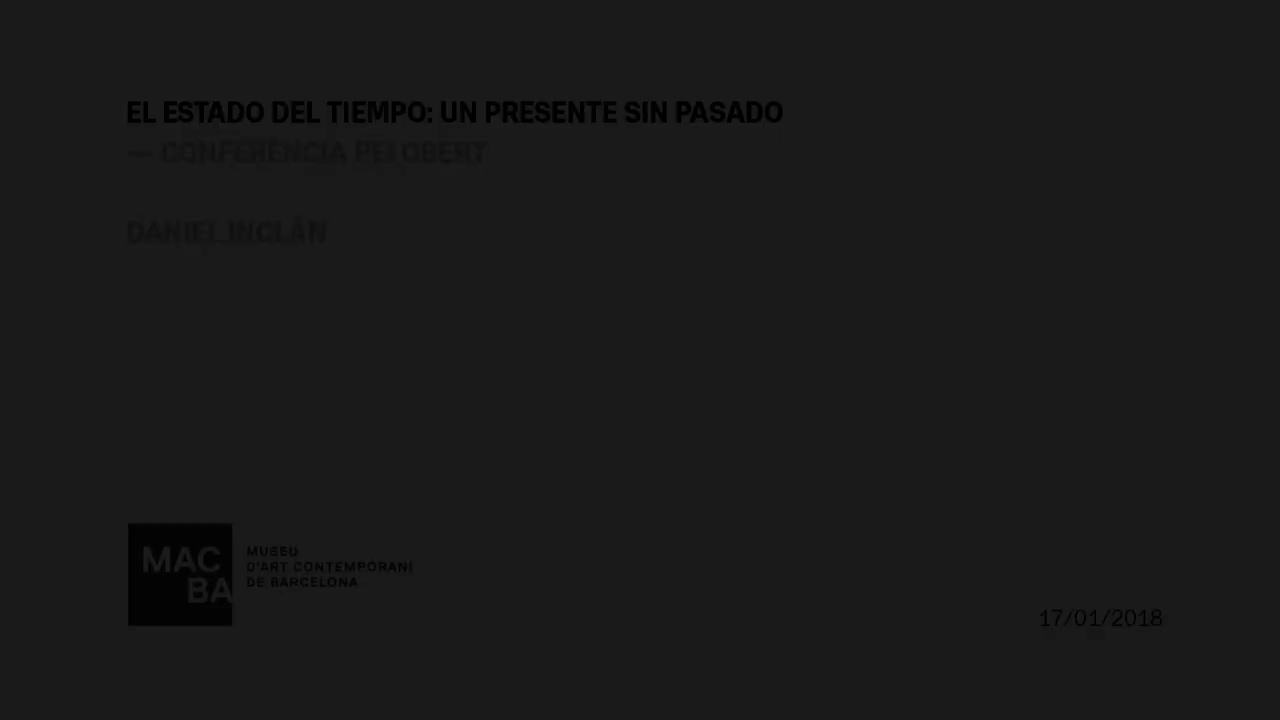 EL ESTADO DEL TIEMPO: UN PRESENTE SIN PASADO
— CONFERÈNCIA PEI OBERT
DANIEL INCLÁN
MAC
BA
MUSEU
D'ART CONTEMPORANI
DE BARCELONA
17/01/2018